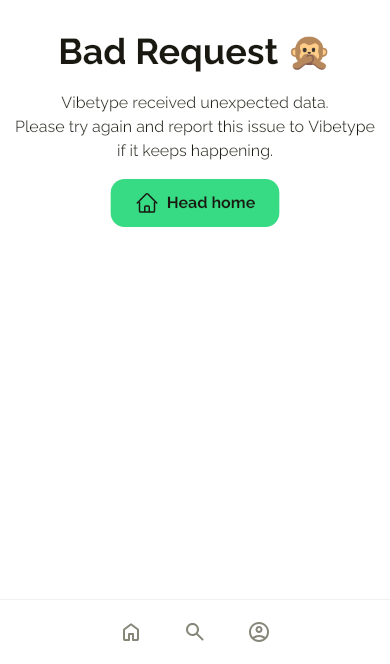 Bad Request 🙊
Vibetype received unexpected data.
Please try again and report this issue to Vibetype
if it keeps happening.
Head home